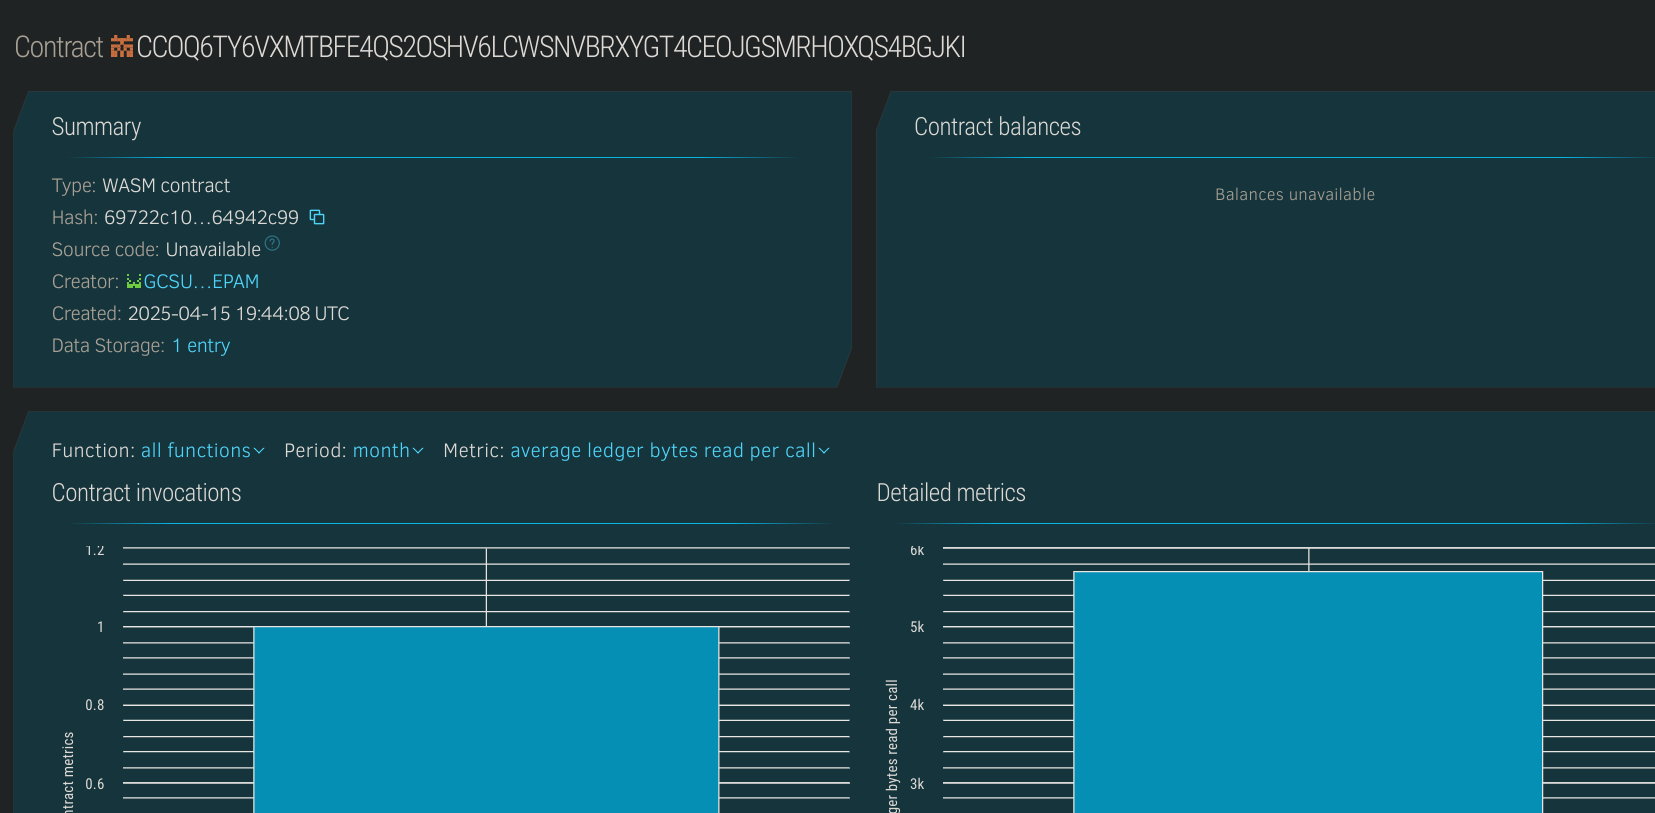 Contract CCOQ6TY6VXMTBFE4QS2OSHV6LCWSNVBRXYGT4CEOJGSMRHOXQS4BGJKI
Summary
Type: WASM contract
Hash: 69722c10...64942c99
Source code: Unavailable ?
Creator: GCSU...EPAM
Created: 2025-04-15 19:44:08 UTC
Data Storage: 1 entry
Contract balances
Balances unavailable
Function: all functions Period: month Metric: average ledger bytes read per call
Contract invocations
1.2
1
0.8
0.6
ntract metrics
Detailed metrics
6k
5k
4k
3k
ger bytes read per call